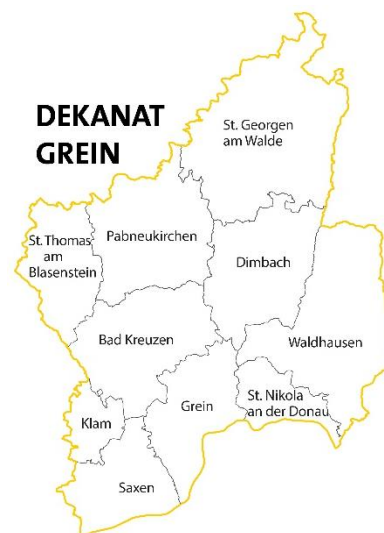 DEKANAT
GREIN
St. Georgen
am Walde
St. Thomas
am
Blasenstein
Pabneukirchen
Dimbach
Bad Kreuzen
Waldhausen
Klam
Grein
St. Nikola
an der Donau
Saxen